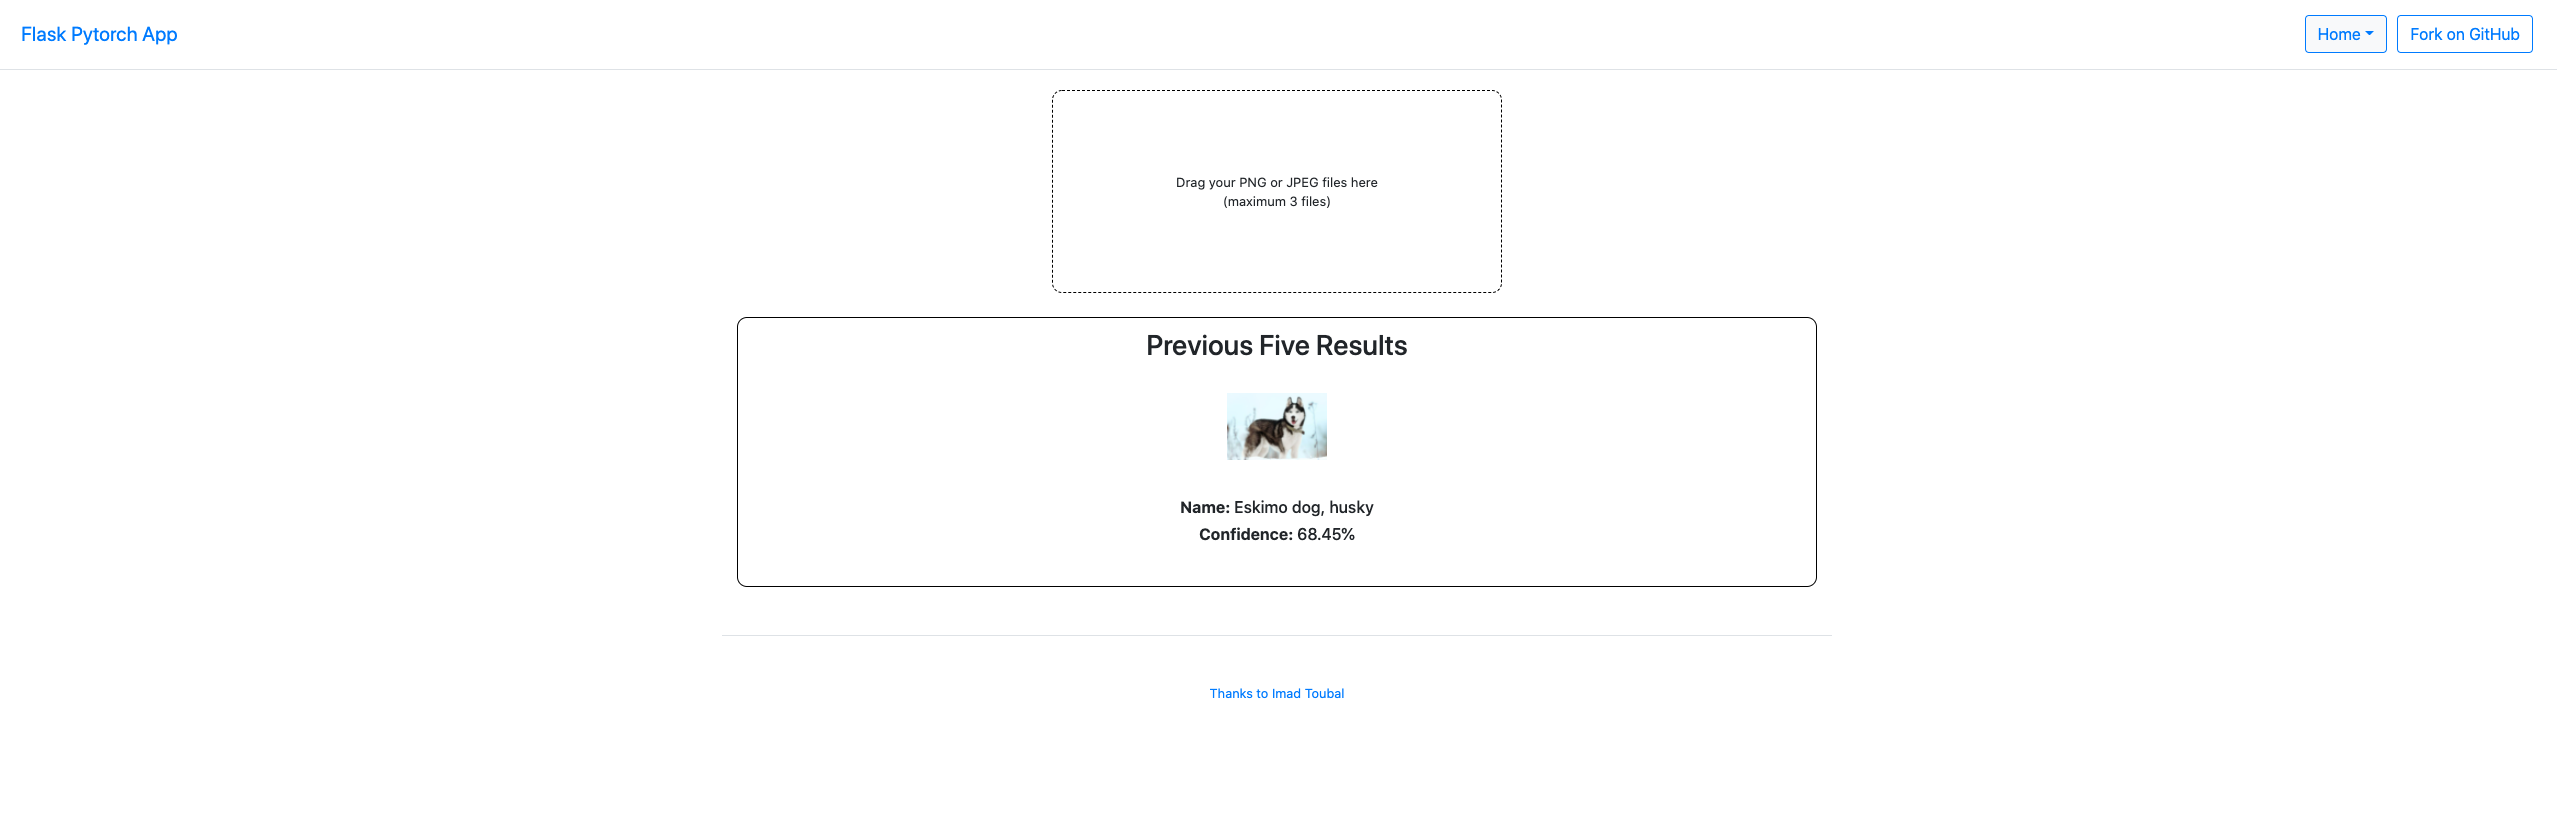 Flask Pytorch App
Home
Fork on GitHub
Drag your PNG or JPEG files here
(maximum 3 files)
Previous Five Results
Name: Eskimo dog, husky
Confidence: 68.45%
Thanks to Imad Toubal